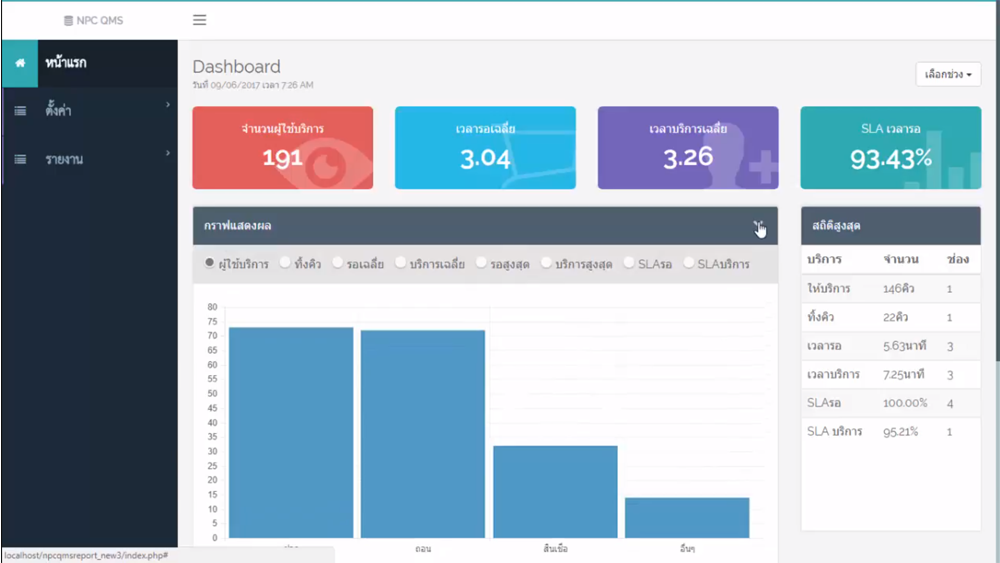 NPC QMS
หน้าแรก
ตั้งค่า
รายงาน
Dashboard
วันที่ 09/06/2017 เวลา 7:26 AM
เลือกช่วง
จำนวนผู้ใช้บริการ
191
เวลารอเฉลี่ย
3.04
เวลาบริการเฉลี่ย
3.26
SLA เวลารอ
93.43%
กราฟแสดงผล
ผู้ใช้บริการ ทิ้งคิว รอเฉลี่ย บริการเฉลี่ย รอสูงสุด บริการสูงสุด SLAรอ SLAบริการ
80
75
70
65
60
55
50
45
40
35
30
25
20
15
10
5
0
ถอน สินเชื่อ อื่นๆ
สถิติสูงสุด
บริการ จำนวน ช่อง
ให้บริการ 146คิว 1
ทิ้งคิว 22คิว 1
เวลารอ 5.63นาที 3
เวลาบริการ 7.25นาที 3
SLAรอ 100.00% 4
SLA บริการ 95.21% 1
localhost/npcqmsreport_new3/index.php#